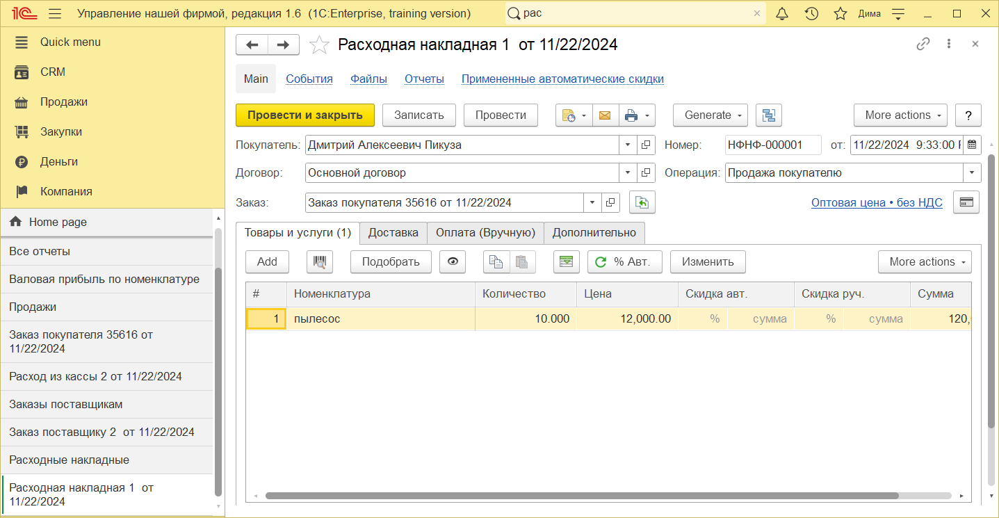 Управление нашей фирмой, редакция 1.6 (1C:Enterprise, training version)
рас
Дима
Quick menu
CRM
Продажи
Закупки
Деньги
Компания
Home page
Все отчеты
Валовая прибыль по номенклатуре
Продажи
Заказ покупателя 35616 от
11/22/2024
Расход из кассы 2 от 11/22/2024
Заказы поставщикам
Заказ поставщику 2 от 11/22/2024
Расходные накладные
Расходная накладная 1 от
11/22/2024
Расходная накладная 1 от 11/22/2024
Main События Файлы Отчеты Примененные автоматические скидки
Провести и закрыть Записать Провести Generate More actions ?
Покупатель: Дмитрий Алексеевич Пикуза Номер: НФНФ-000001 от: 11/22/2024 9:33:00
Договор: Основной договор Операция: Продажа покупателю
Заказ: Заказ покупателя 35616 от 11/22/2024 Оптовая цена • без НДС
Товары и услуги (1) Доставка Оплата (Вручную) Дополнительно
Add Подобрать % Авт. Изменить More actions
# Номенклатура Количество Цена Скидка авт. Скидка руч. Сумма
1 пылесос 10.000 12,000.00 % сумма % сумма 120,